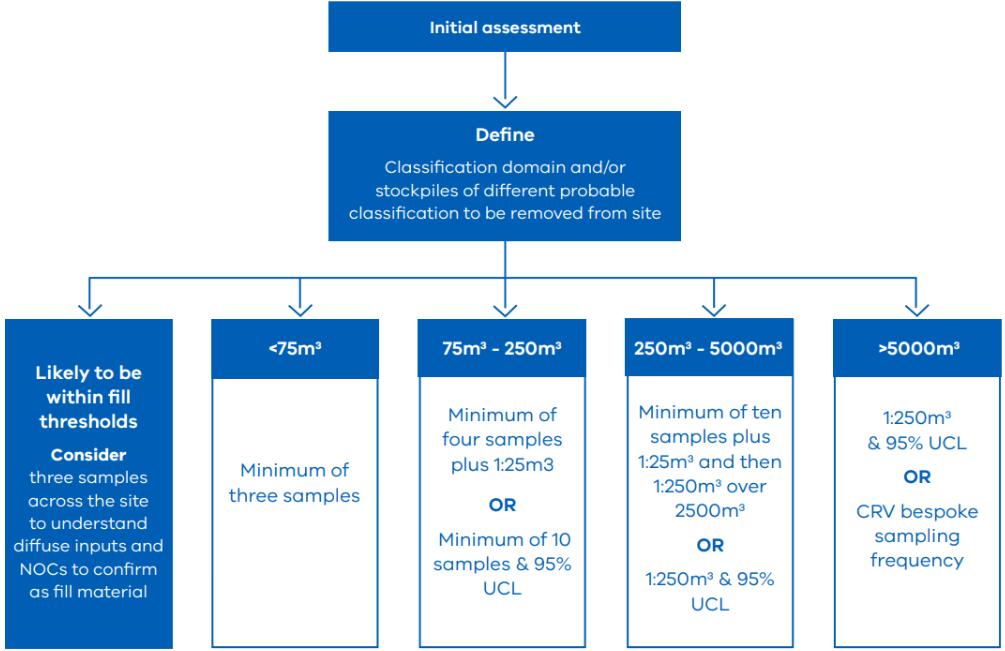 Initial assessment
Define
Classification domain and/or
stockpiles of different probable
classification to be removed from site
Likely to be
within fill
thresholds
Consider
three samples
across the site
to understand
diffuse inputs and
NOCs to confirm
as fill material
<75m³
Minimum of
three samples
75m³ - 250m³
Minimum of
four samples
plus 1:25m3
OR
Minimum of 10
samples & 95%
UCL
250m³ - 5000m³
Minimum of ten
samples plus
1:25m³ and then
1:250m³ over
2500m³
OR
1:250m³ & 95%
UCL
>5000m³
1:250m³
& 95% UCL
OR
CRV bespoke
sampling
frequency